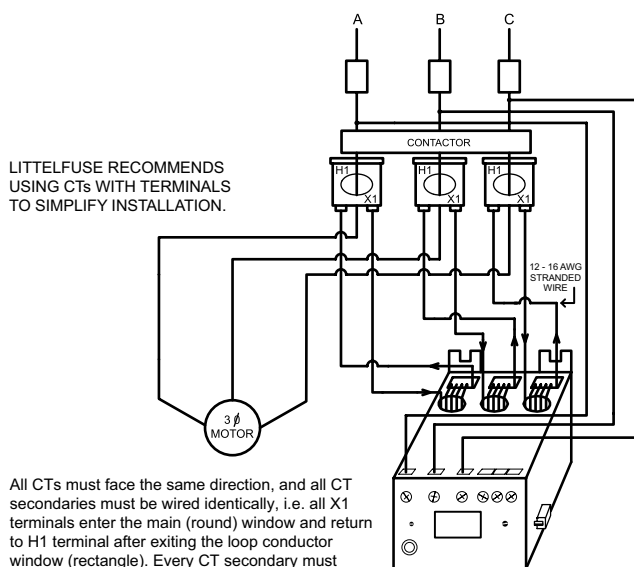 A B C
CONTACTOR
H1 H1 H1
X1 X1 X1
LITTELFUSE RECOMMENDS
USING CTs WITH TERMINALS
TO SIMPLIFY INSTALLATION.
12 - 16 AWG
STRANDED
WIRE
3 ϕ
MOTOR
All CTs must face the same direction, and all CT
secondaries must be wired identically, i.e. all X1
terminals enter the main (round) window and return
to H1 terminal after exiting the loop conductor
window (rectangle). Every CT secondary must